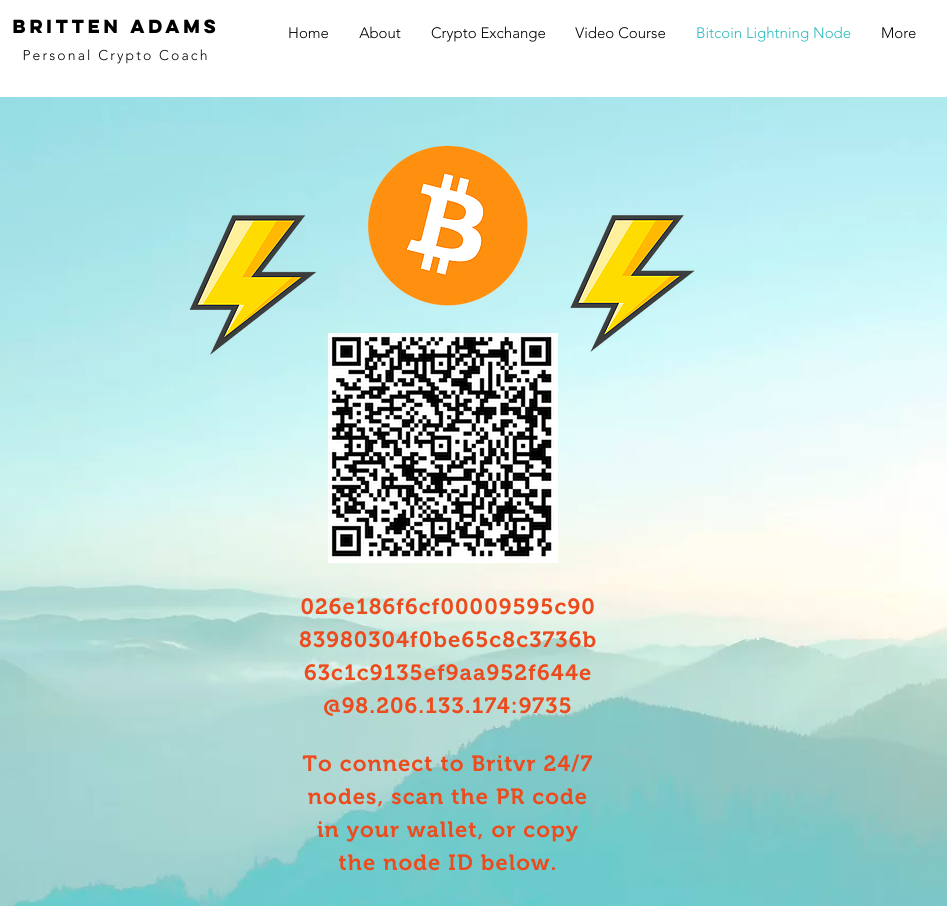 BRITTEN ADAMS
Personal Crypto Coach
Home About Crypto Exchange Video Course Bitcoin Lightning Node More
026e186f6cf00009595c90
83980304f0be65c8c3736b
63c1c9135ef9aa952f644e
@98.206.133.174:9735
To connect to Britvr 24/7
nodes, scan the PR code
in your wallet, or copy
the node ID below.